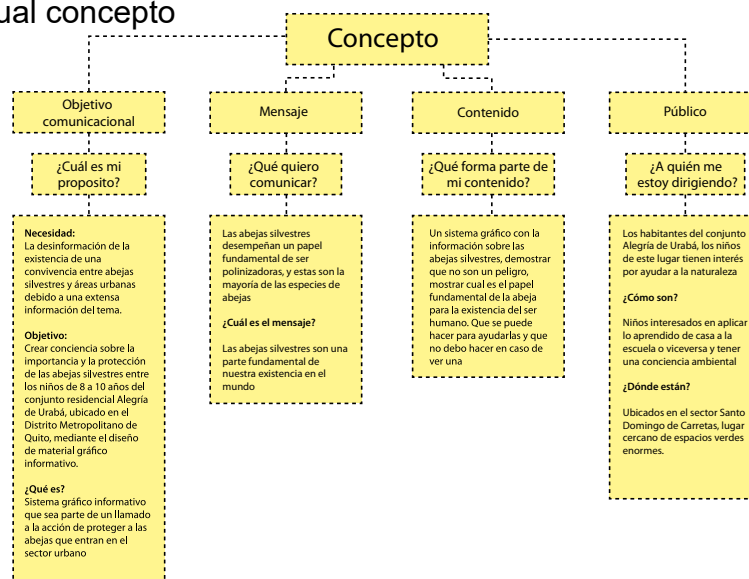 ual concepto
Concepto
Objetivo
comunicacional
¿Cuál es mi
proposito?
Necesidad:
La desinformación de la
existencia de una
convivencia entre abejas
silvestres y áreas urbanas
debido a una extensa
información del tema.
Objetivo:
Crear conciencia sobre la
importancia y la protección
de las abejas silvestres entre
los niños de 8 a 10 años del
conjunto residencial Alegría
de Urabá, ubicado en el
Distrito Metropolitano de
Quito, mediante el diseño
de material gráfico
informativo.
¿Qué es?
Sistema gráfico informativo
que sea parte de un llamado
a la acción de proteger a las
abejas que entran en el
sector urbano
Mensaje
¿Qué quiero
comunicar?
Las abejas silvestres
desempeñan un papel
fundamental de ser
polinizadoras, y estas son la
mayoría de las especies de
abejas
¿Cuál es el mensaje?
Las abejas silvestres son una
parte fundamental de
nuestra existencia en el
mundo
Contenido
¿Qué forma parte de
mi contenido?
Un sistema gráfico con la
información sobre las
abejas silvestres, demostrar
que no son un peligro,
mostrar cual es el papel
fundamental de la abeja
para la existencia del ser
humano. Que se puede
hacer para ayudarlas y que
no debo hacer en caso de
ver una
Público
¿A quién me
estoy dirigiendo?
Los habitantes del conjunto
Alegría de Urabá, los niños
de este lugar tienen interés
por ayudar a la naturaleza
¿Cómo son?
Niños interesados en aplicar
lo aprendido de casa a la
escuela o viceversa y tener
una conciencia ambiental
¿Dónde están?
Ubicados en el sector Santo
Domingo de Carretas, lugar
cercano de espacios verdes
enormes.